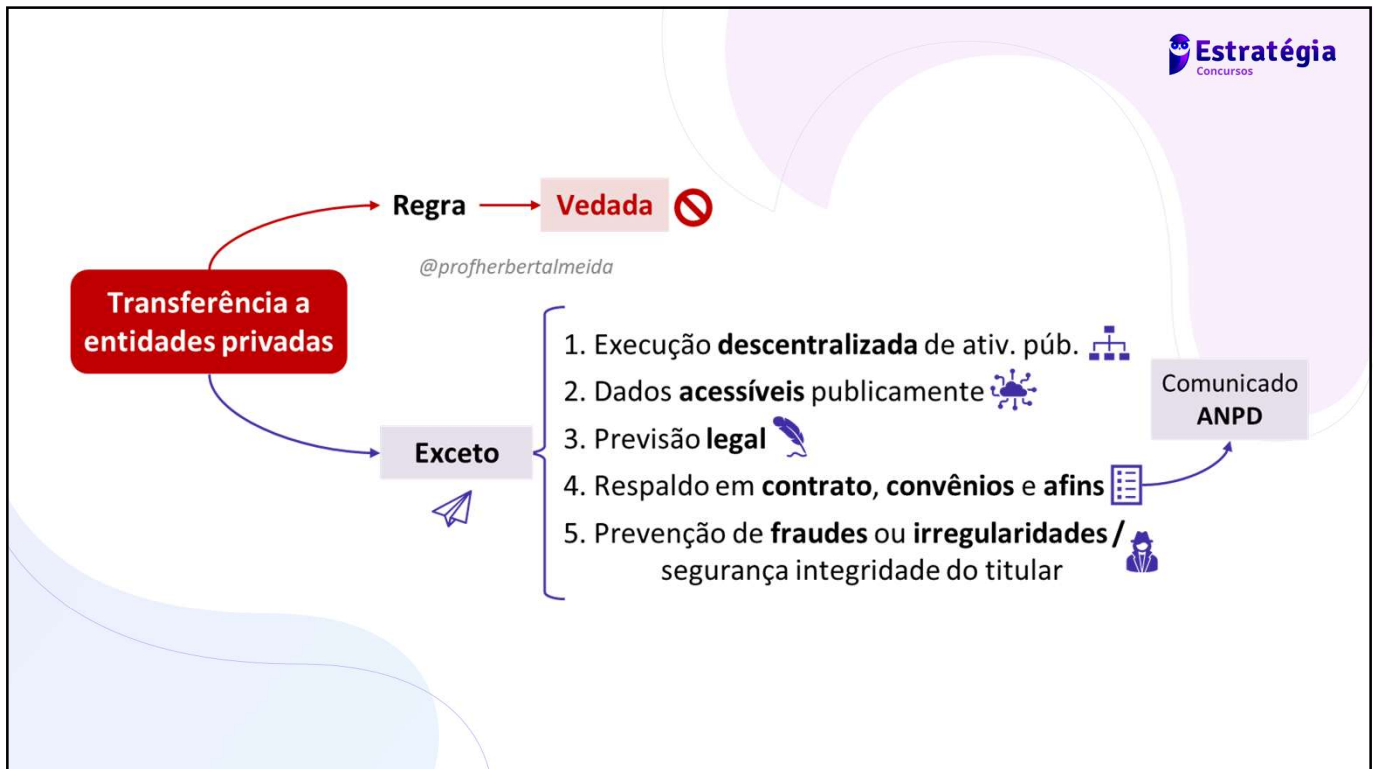 Estratégia
Concursos
Regra
Vedada
@profherbertalmeida
Transferência a
entidades privadas
Exceto
1. Execução descentralizada de ativ. púb.
2. Dados acessíveis publicamente
3. Previsão legal
4. Respaldo em contrato, convênios e afins
5. Prevenção de fraudes ou irregularidades /
segurança integridade do titular
Comunicado
ANPD